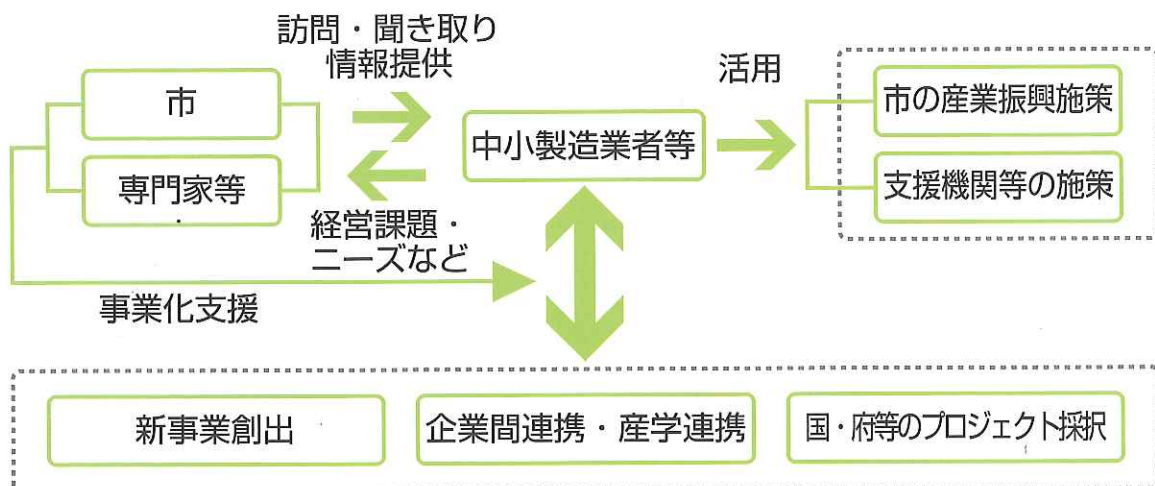 訪問・聞き取り
情報提供
市
専門家等
経営課題・
ニーズなど
事業化支援
中小製造業者等
活用
市の産業振興施策
支援機関等の施策
新事業創出
企業間連携・産学連携
国・府等のプロジェクト採択